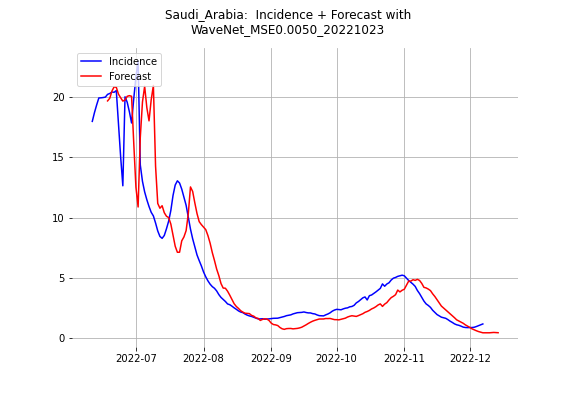 Saudi_Arabia:  Incidence + Forecast with
WaveNet_MSE0.0050_20221023
Incidence
Forecast
20
15
10
5
0
2022-07 2022-08 2022-09 2022-10 2022-11 2022-12